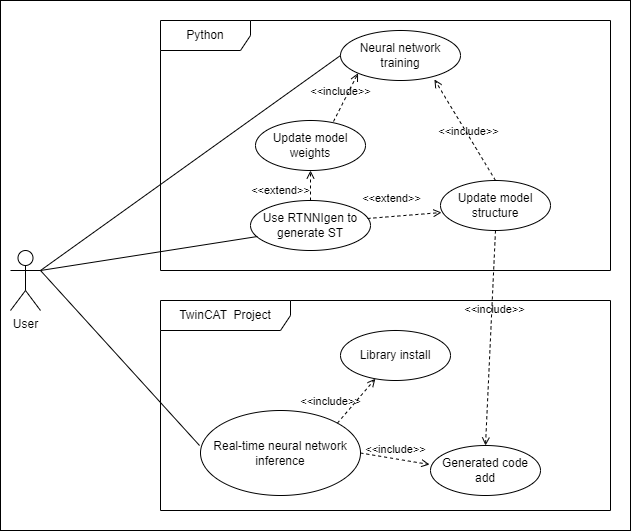 Python
Neural network
training
<<include>>
<<include>>
Update model
weights
<<extend>>
<<extend>>
Use RTNNIgen to
generate ST
Update model
structure
User
<<include>>
TwinCAT Project
Library install
<<include>>
Real-time neural network
inference
<<include>>
Generated code
add